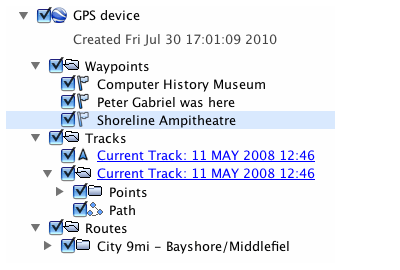 GPS device
Created Fri Jul 30 17:01:09 2010
Waypoints
Computer History Museum
Peter Gabriel was here
Shoreline Ampitheatre
Tracks
Current Track: 11 MAY 2008 12:46
Current Track: 11 MAY 2008 12:46
Points
Path
Routes
City 9mi - Bayshore/Middlefiel